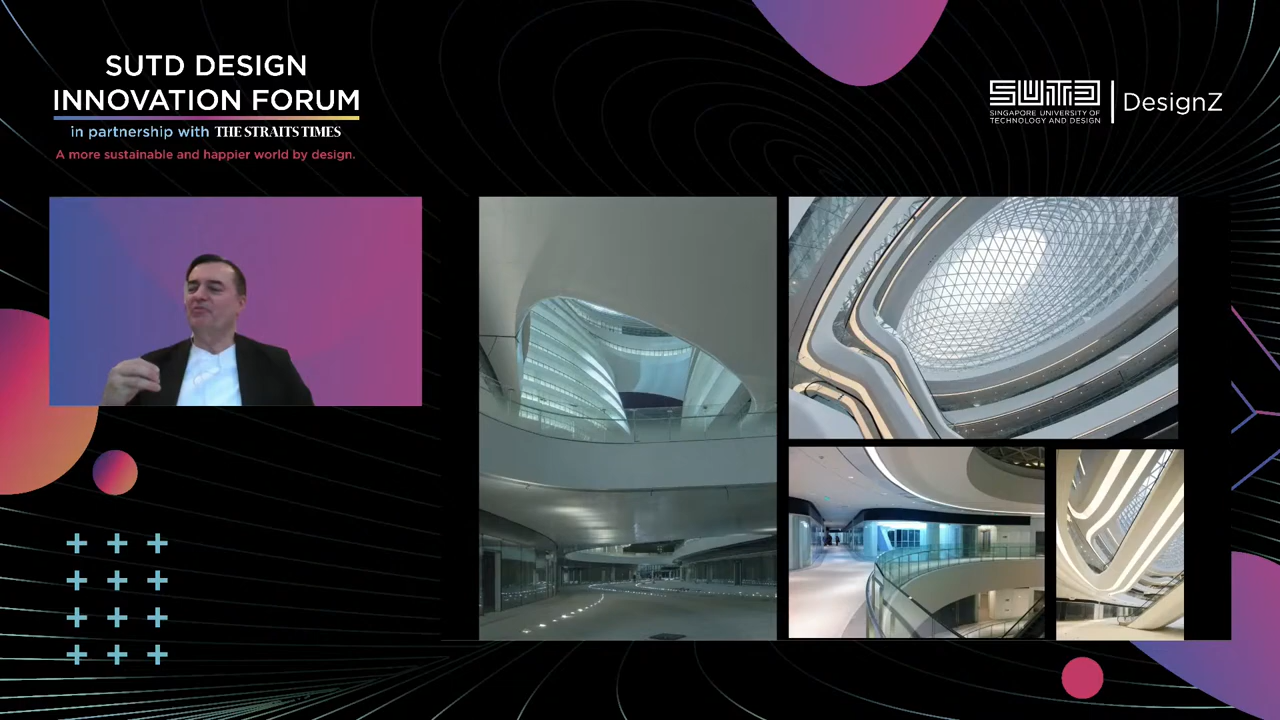 SUTD DESIGN
INNOVATION FORUM
in partnership with THE STRAITS TIMES
A more sustainable and happier world by design.
SUTD
SINGAPORE UNIVERSITY OF
TECHNOLOGY AND DESIGN
DesignZ